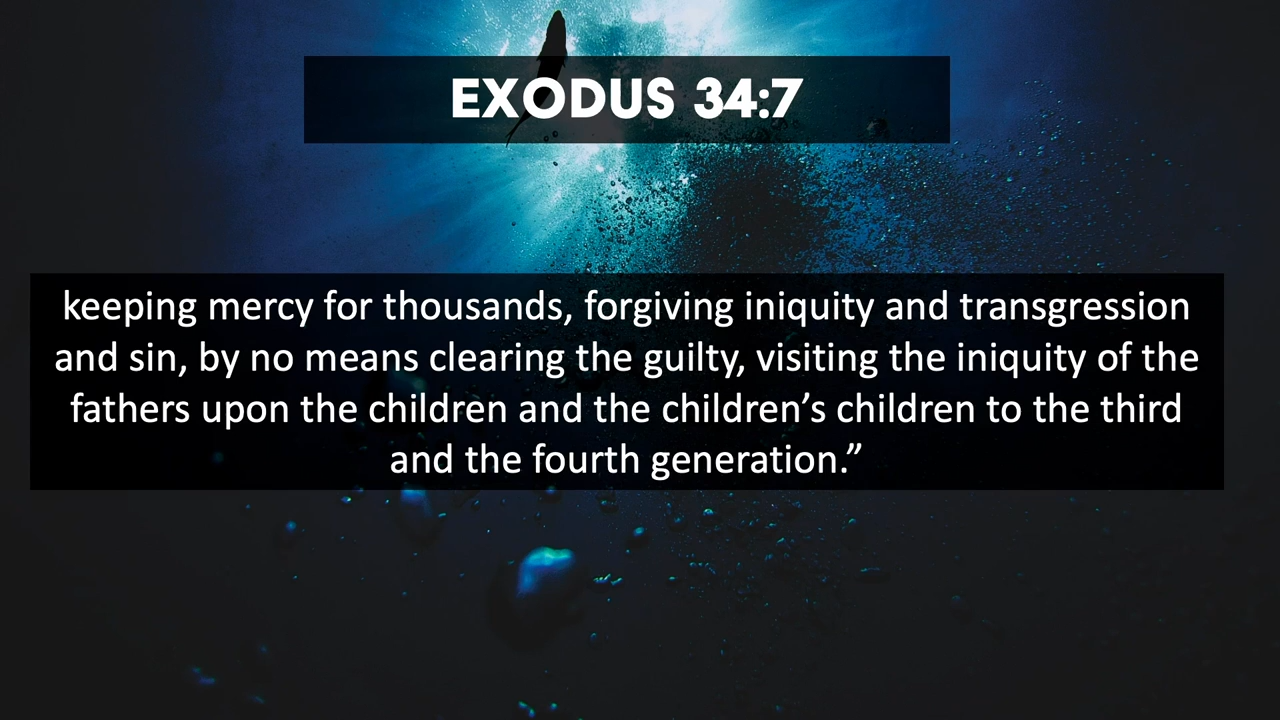 EXODUS 34:7
keeping mercy for thousands, forgiving iniquity and transgression
and sin, by no means clearing the guilty, visiting the iniquity of the
fathers upon the children and the children’s children to the third
and the fourth generation.”